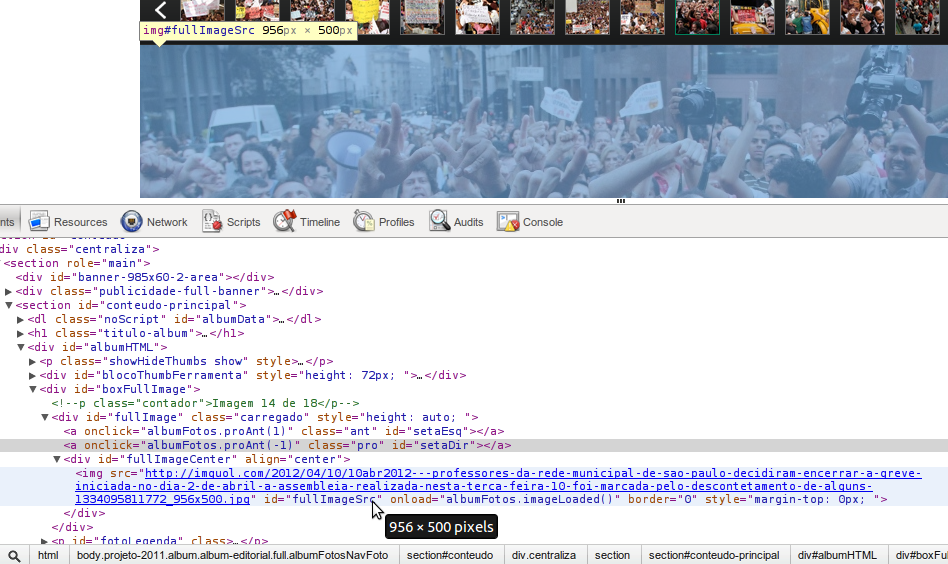 img#fullImageSrc 956px × 500px
nts Resources Network Scripts Timeline Profiles Audits Console
div class="centraliza">
<section role="main">
<div id="banner-985x60-2-area"></div>
▶<div class="publicidade-full-banner">…</div>
▼<section id="conteudo-principal">
▶<dl class="noScript" id="albumData">…</dl>
▶<h1 class="titulo-album">…</h1>
▼<div id="albumHTML">
▶<p class="showHideThumbs show" style>…</p>
▶<div id="blocoThumbFerramenta" style="height: 72px; ">…</div>
▼<div id="boxFullImage">
<!--p class="contador">Imagem 14 de 18</p-->
▼<div id="fullImage" class="carregado" style="height: auto; ">
<a onclick="albumFotos.proAnt(1)" class="ant" id="setaEsq"></a>
<a onclick="albumFotos.proAnt(-1)" class="pro" id="setaDir"></a>
▼<div id="fullImageCenter" align="center">
<img src="http://imguol.com/2012/04/10/10abr2012---professores-da-rede-municipal-de-sao-paulo-decidiram-encerrar-a-greve-
iniciada-no-dia-2-de-abril-a-assembleia-realizada-nesta-terca-feira-10-foi-marcada-pelo-descontetamento-de-alguns-
1334095811772_956x500.jpg" id="fullImageSrc" onload="albumFotos.imageLoaded()" border="0" style="margin-top: 0px; ">
</div>
956 × 500 pixels
</div>
▶<p id="fotoLegenda" class>…</p>
html body.projeto-2011.album.album-editorial.full.albumFotosNavFoto section#conteudo div.centraliza section section#conteudo-principal div#albumHTML div#boxFu